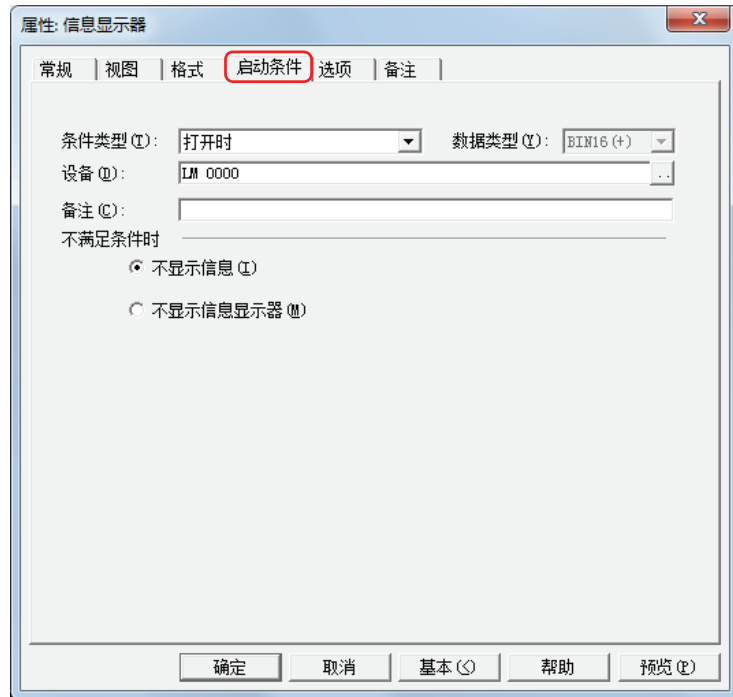 属性: 信息显示器
x
常规 视图 格式 启动条件 选项 备注
条件类型(T): 打开时 数据类型(Y): BIN16(+)
设备(D): LM 0000 ..
备注(C):
不满足条件时
不显示信息(I)
不显示信息显示器(M)
确定 取消 基本(<) 帮助 预览(P)